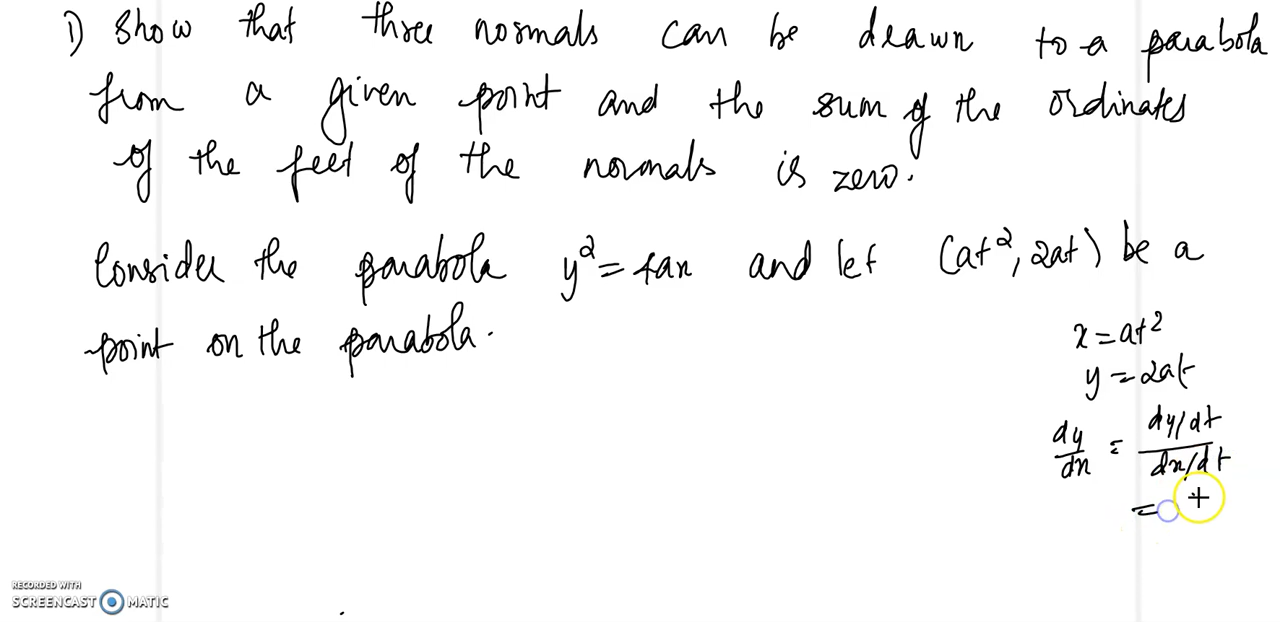 1) Show that three normals can be drawn to a parabola
from a given point and the sum of the ordinates
of the feet of the normals is zero.
Consider the parabola y² = 4ax and let (at², 2at) be a
point on the parabola.
x = at²
y = 2at
dy/dx = (dy/dt)/(dx/dt)
=
RECORDED WITH
SCREENCAST MATIC